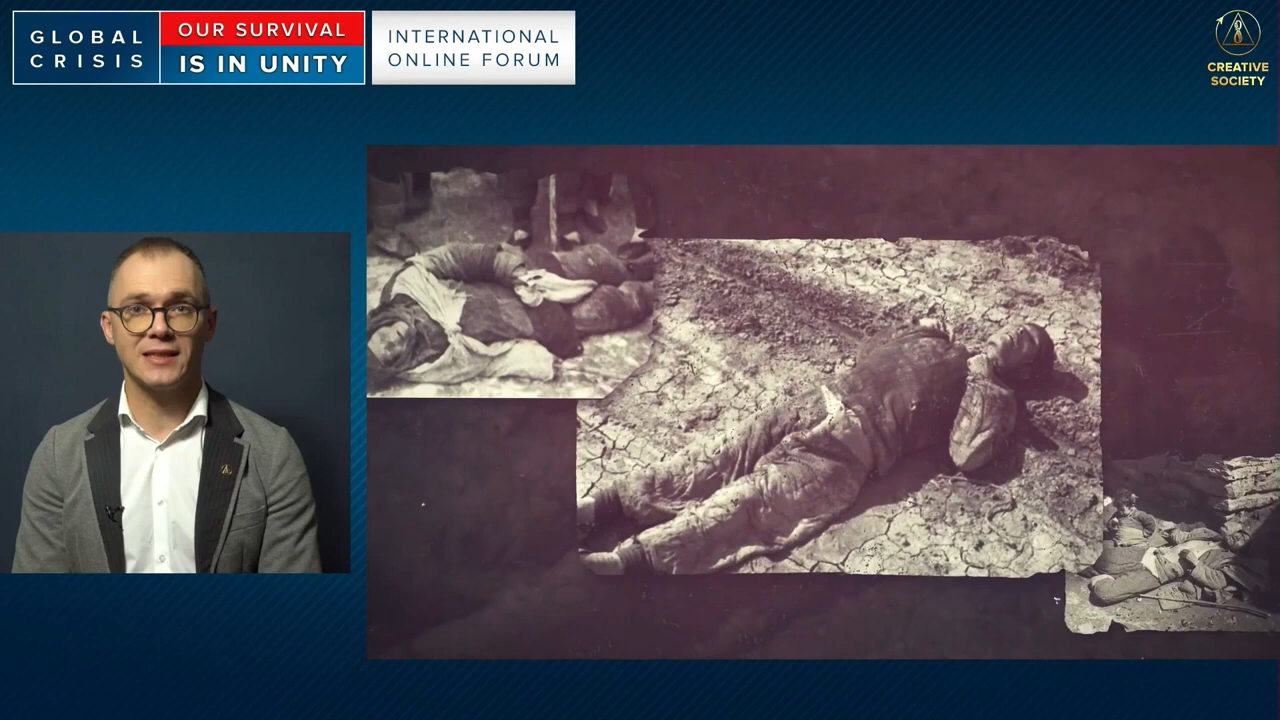 GLOBAL
CRISIS
OUR SURVIVAL
IS IN UNITY
INTERNATIONAL
ONLINE FORUM
CREATIVE
SOCIETY